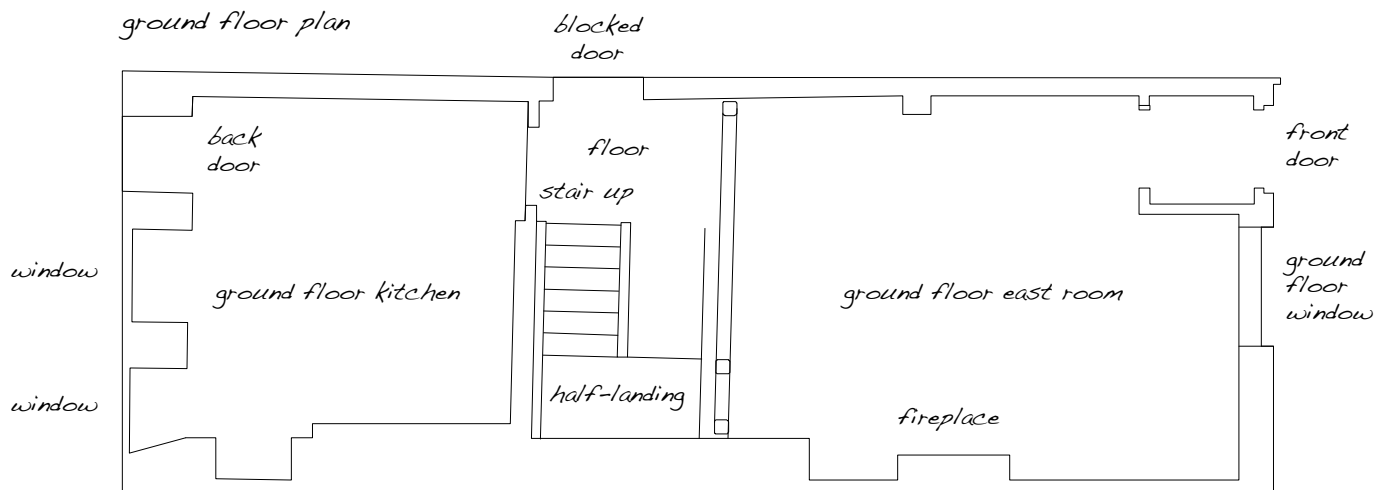 ground floor plan
blocked
door
back
door
floor
front
door
stair up
window
ground floor kitchen
ground floor east room
ground
floor
window
half-landing
window
fireplace